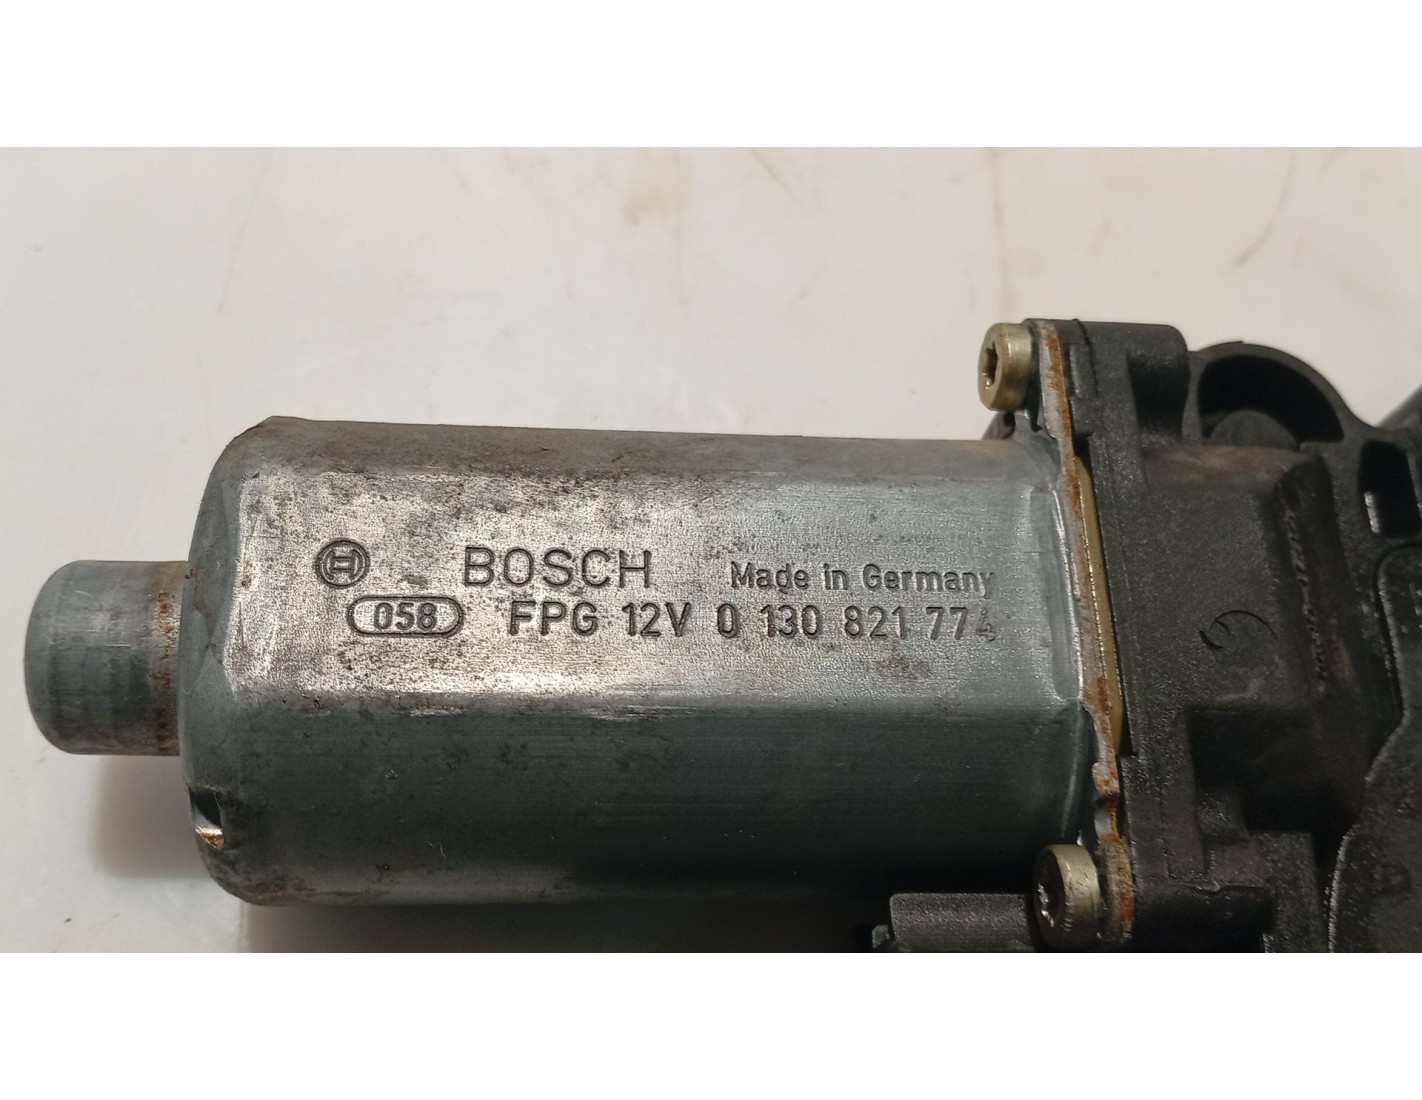 BOSCH Made in Germany
058 FPG 12V 0 130 821 774